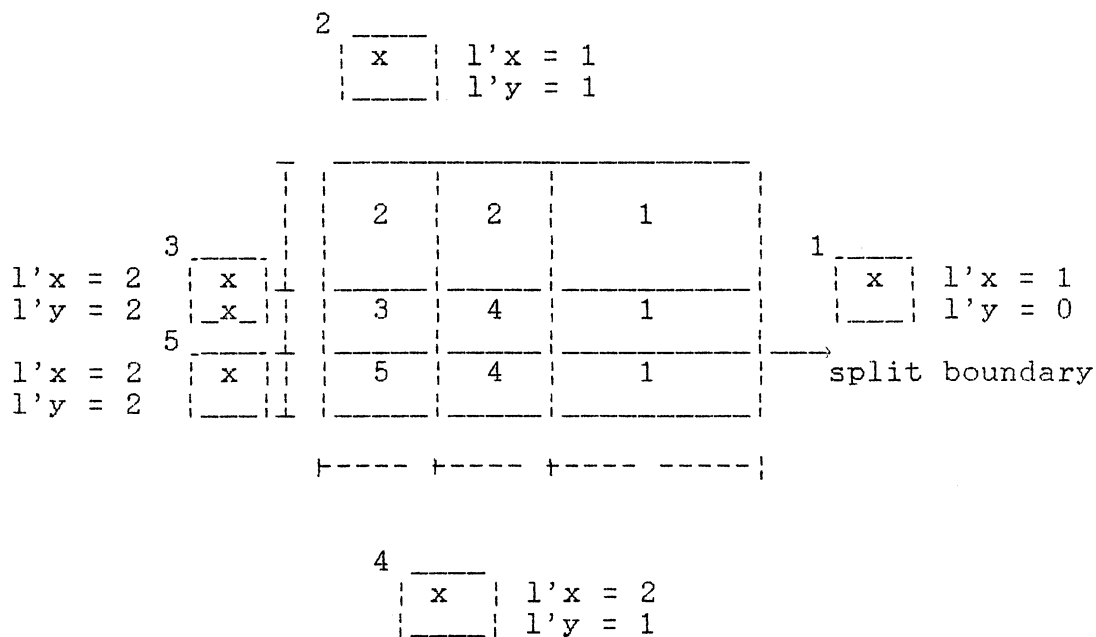 2
x l'x = 1
l'y = 1
2 2 1
3
l'x = 2 x
l'y = 2 x
1
x l'x = 1
l'y = 0
3 4 1
5
l'x = 2 x
l'y = 2
5 4 1
split boundary
4
x l'x = 2
l'y = 1